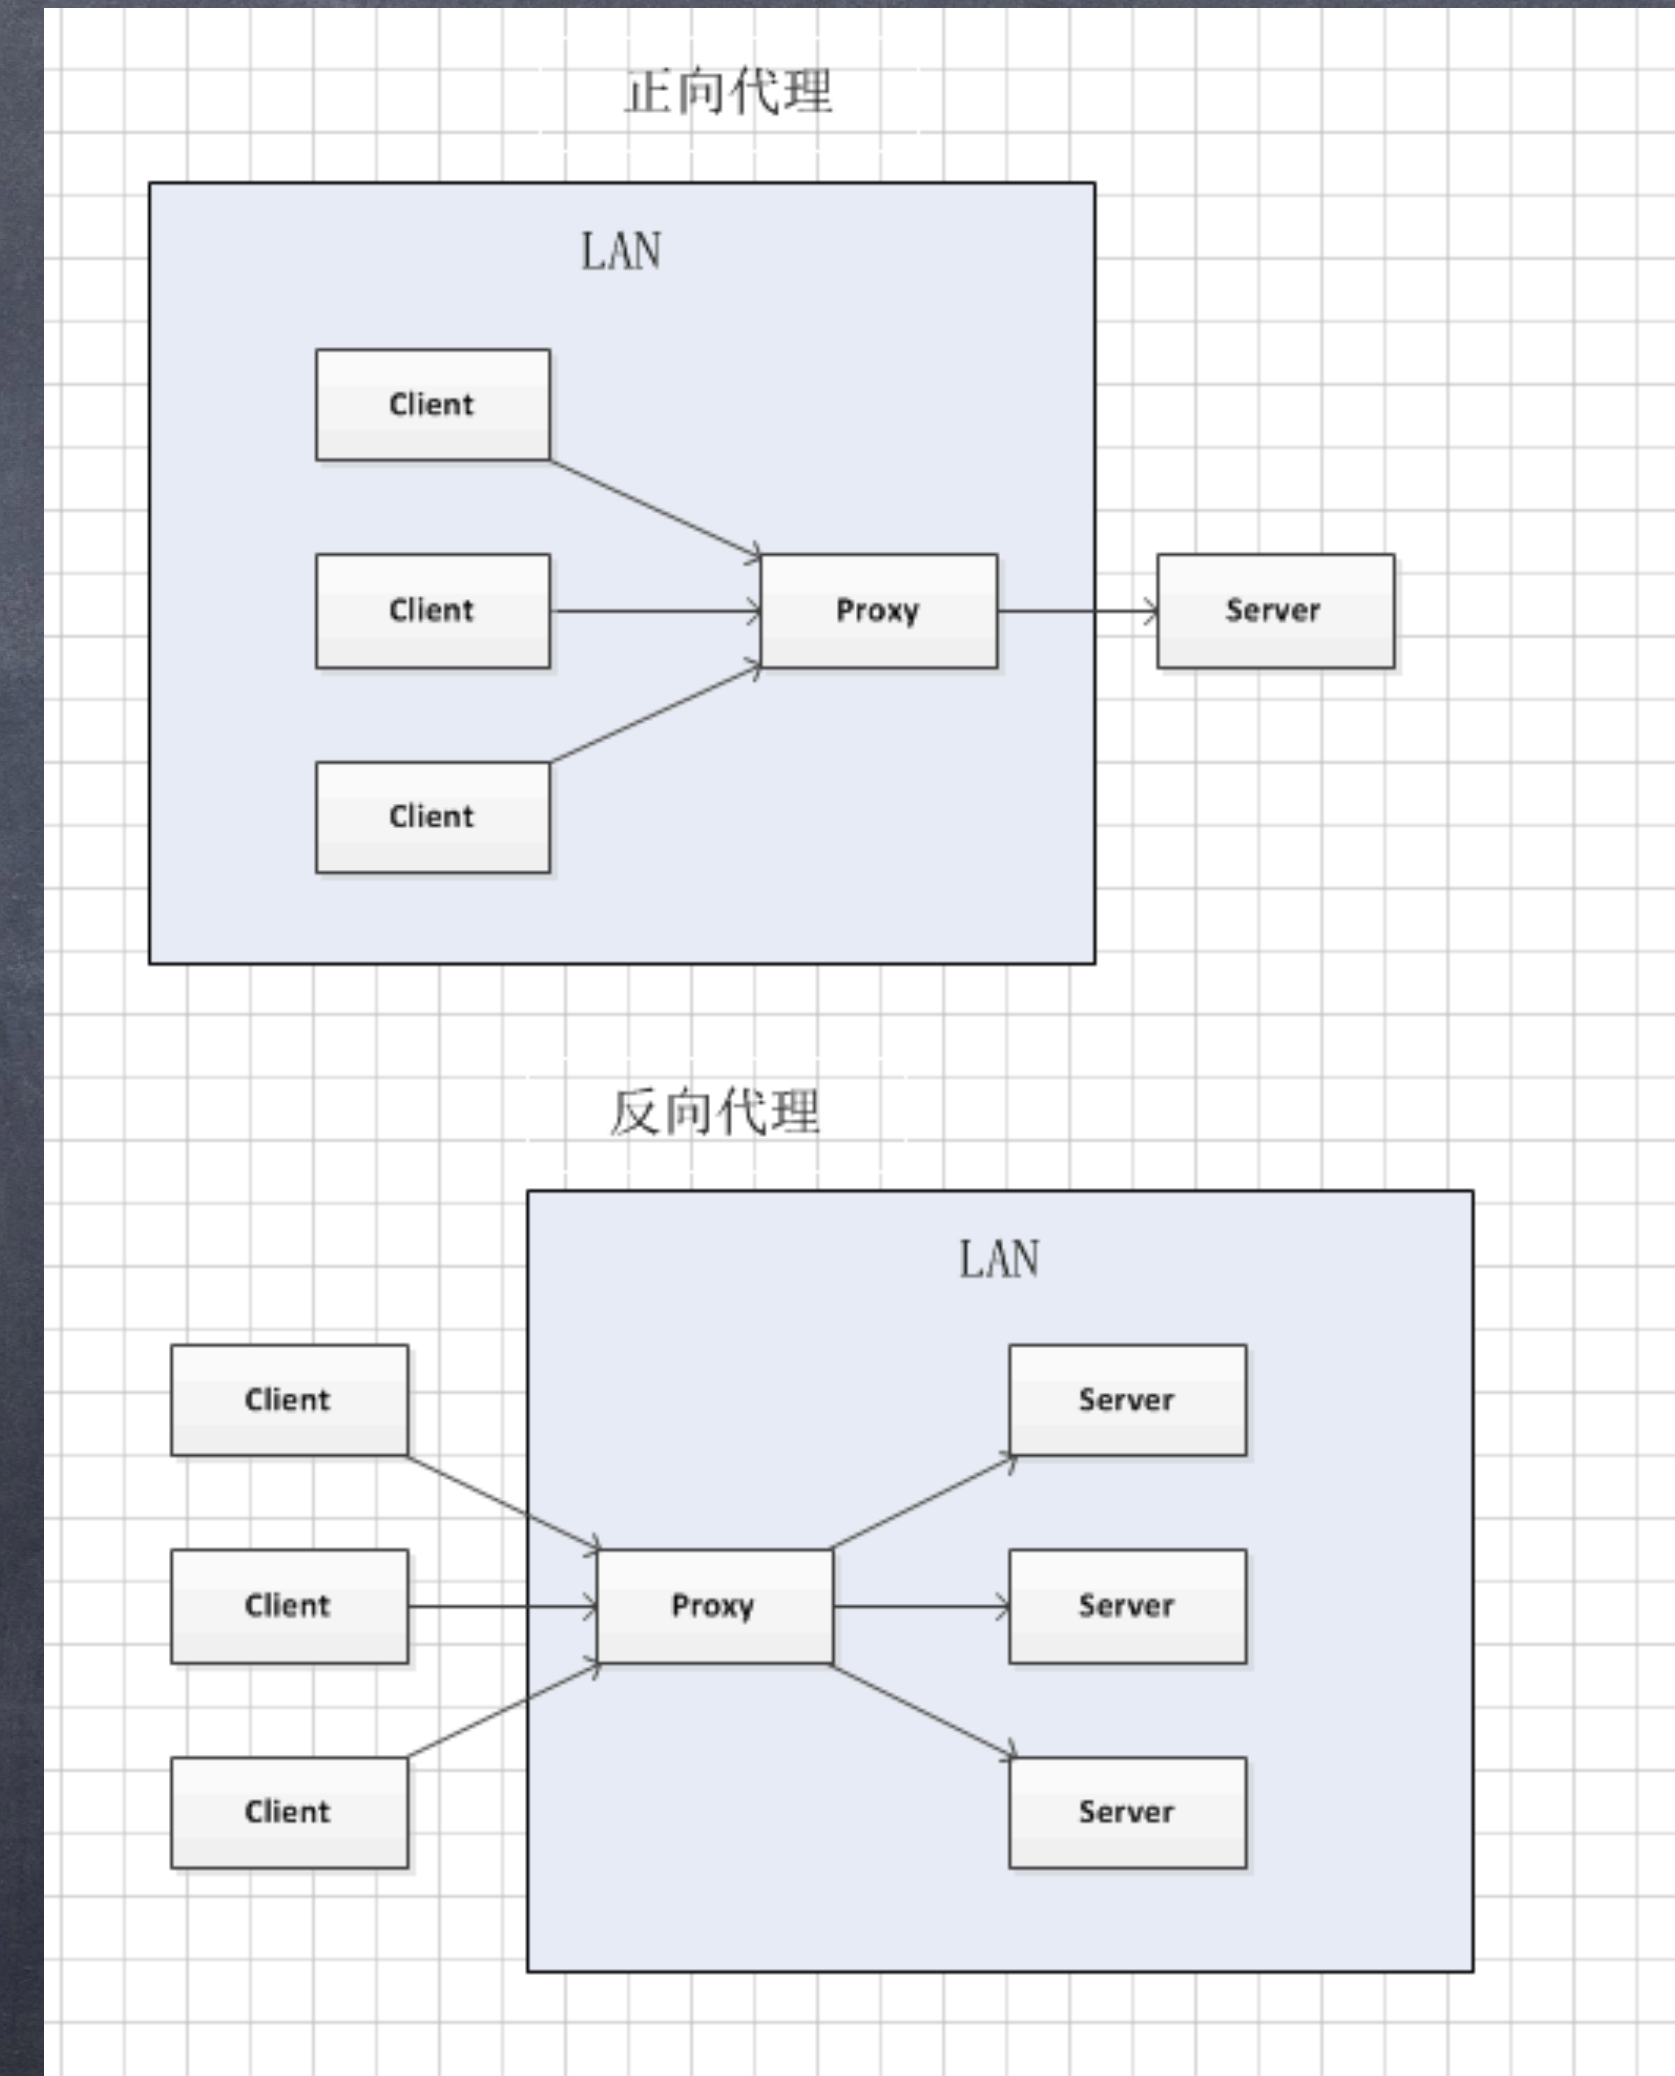 正向代理
LAN
Client
Client
Proxy
Server
Client
反向代理
LAN
Client
Server
Client
Proxy
Server
Client
Server